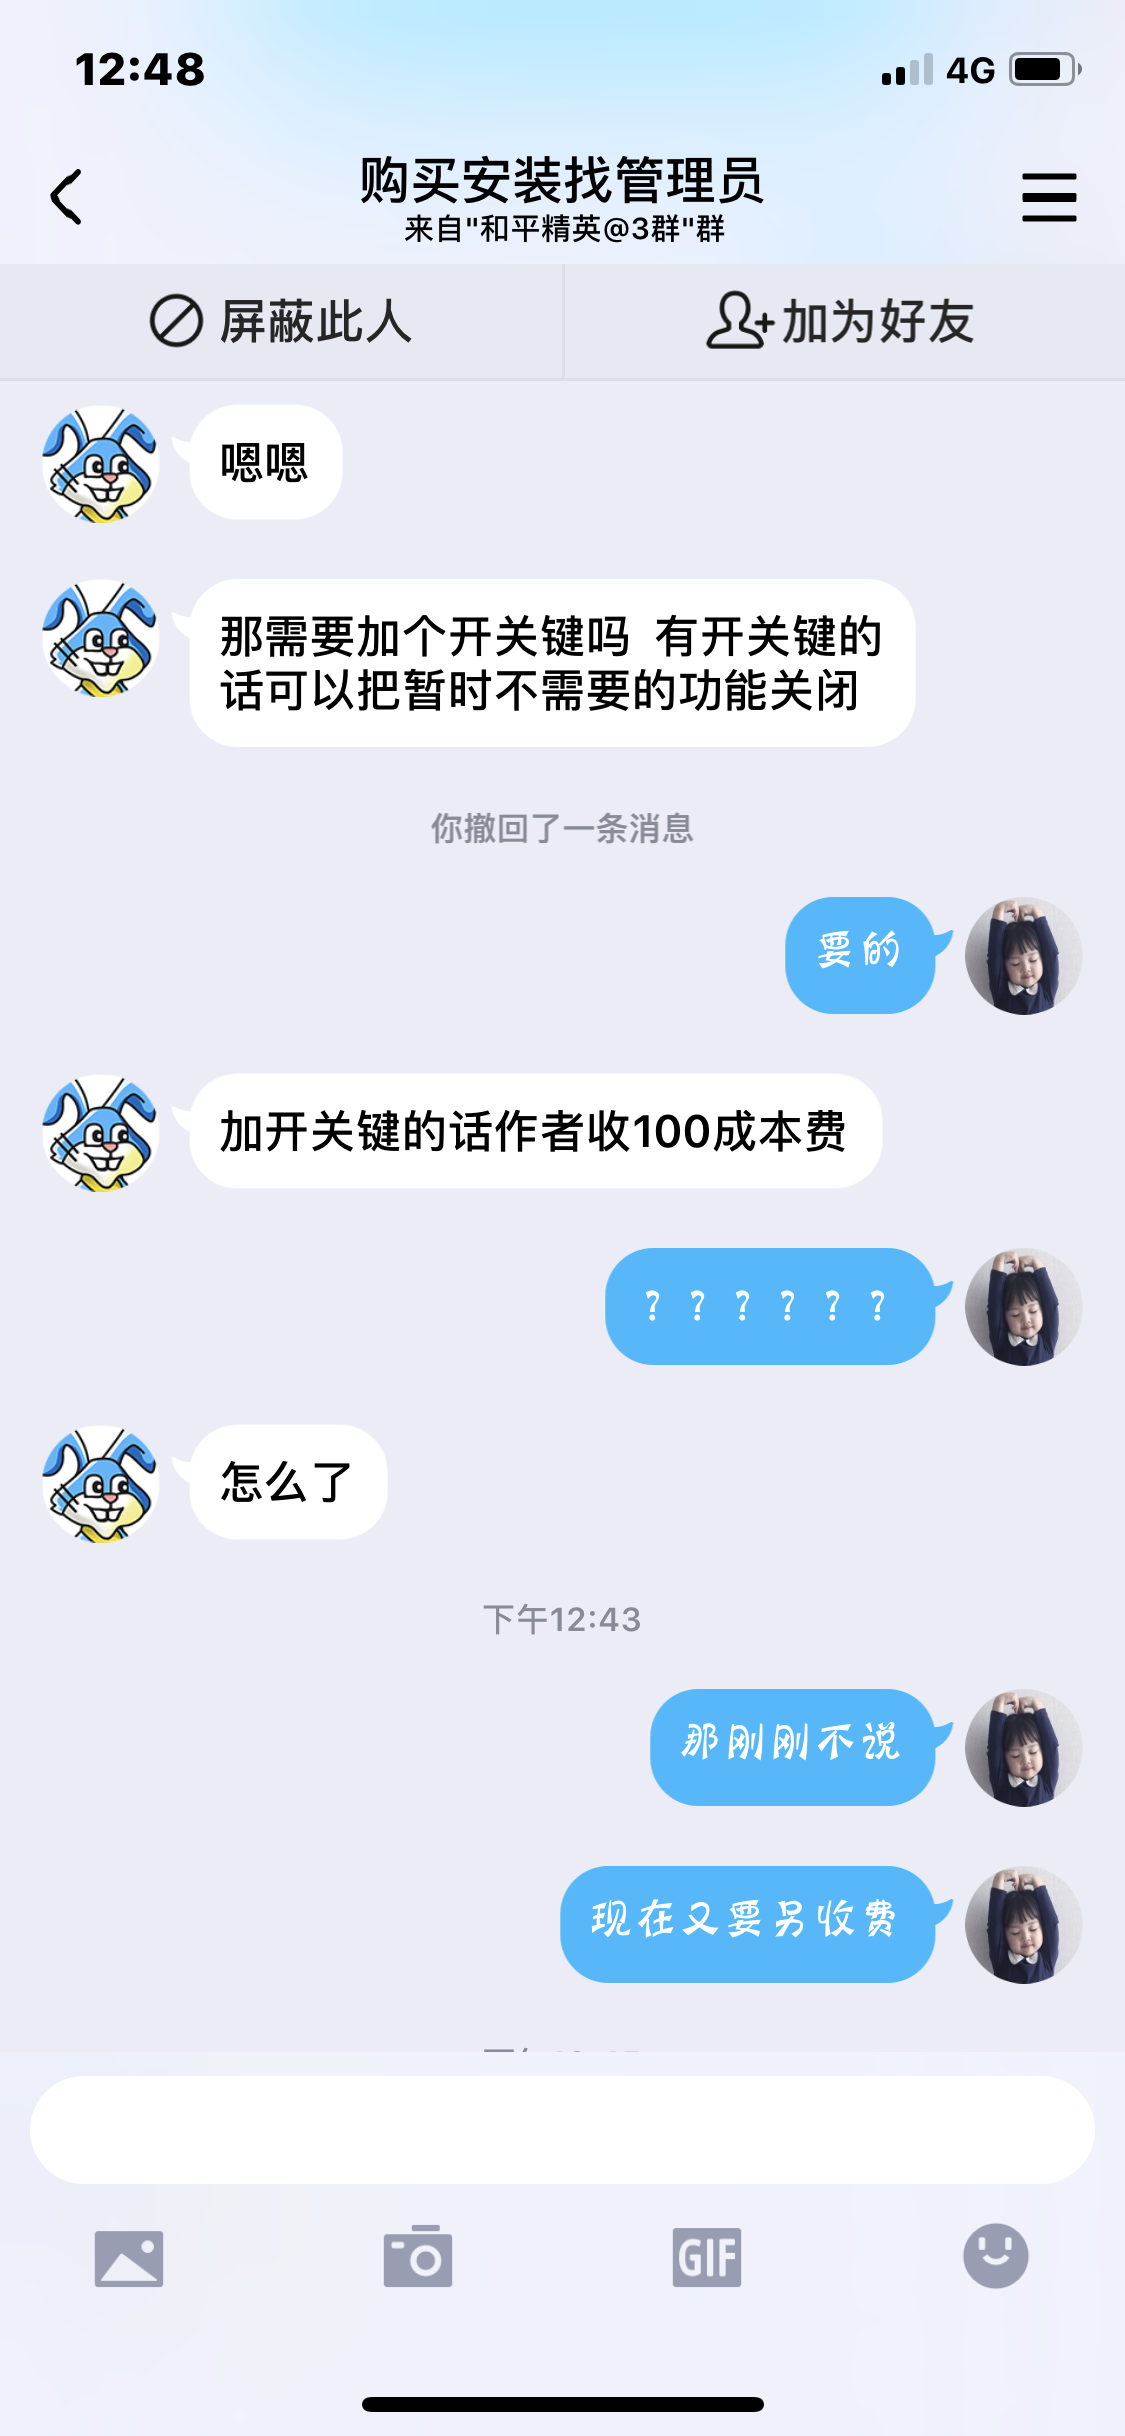 12:48
4G
购买安装找管理员
来自"和平精英@3群"群
屏蔽此人
加为好友
嗯嗯
那需要加个开关键吗 有开关键的
话可以把暂时不需要的功能关闭
你撤回了一条消息
要的
加开关键的话作者收100成本费
？？？？？？
怎么了
下午12:43
那刚刚不说
现在又要另收费
GIF